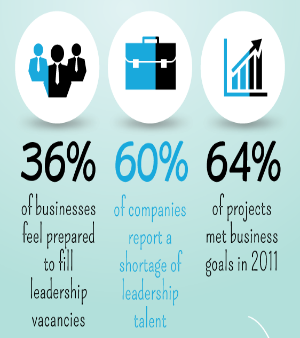 36%
of businesses
feel prepared
to fill
leadership
vacancies
60%
of companies
report a
shortage of
leadership
talent
64%
of projects
met business
goals in 2011